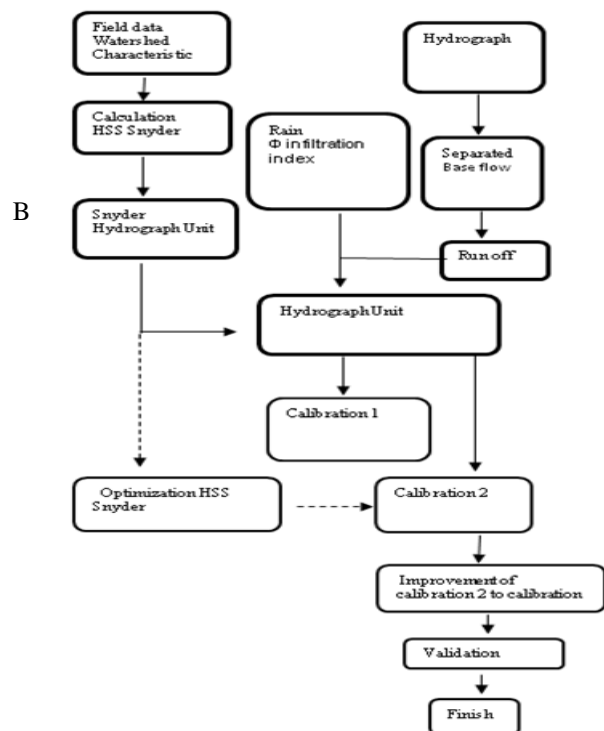 Field data
Watershed
Characteristic
Hydrograph
Calculation
HSS Snyder
Rain
Φ infiltration
index
Separated
Base flow
B
Snyder
Hydrograph Unit
Run off
Hydrograph Unit
Calibration 1
Optimization HSS
Snyder
Calibration 2
Improvement of
calibration 2 to calibration
Validation
Finish